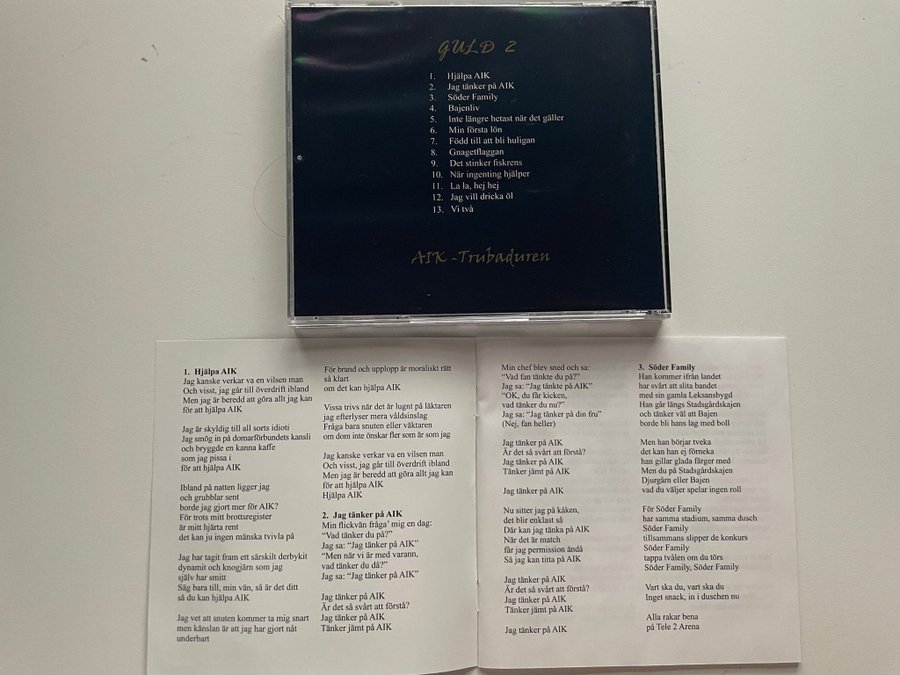 GULD 2
1. Hjälpa AIK
2. Jag tänker på AIK
3. Söder Family
4. Bajenliv
5. Inte längre hetast när det gäller
6. Min första lön
7. Född till att bli huligan
8. Gnagetflaggan
9. Det stinker fiskrens
10. När ingenting hjälper
11. La la, hej hej
12. Jag vill dricka öl
13. Vi två
AIK -Trubaduren
1. Hjälpa AIK
Jag kanske verkar va en vilsen man
Och visst, jag går till överdrift ibland
Men jag är beredd att göra allt jag kan
för att hjälpa AIK
Jag är skyldig till all sorts idioti
Jag smög in på domarförbundets kansli
och bryggde en kanna kaffe
som jag pissa i
för att hjälpa AIK
Ibland på natten ligger jag
och grubblar sent
borde jag gjort mer för AIK?
För trots mitt brottsregister
är mitt hjärta rent
det kan ju ingen mänska tvivla på
Jag har tagit fram ett särskilt derbykit
dynamit och knogjärn som jag
själv har smitt
Säg bara till, min vän, så är det ditt
så du kan hjälpa AIK
Jag vet att snuten kommer ta mig snart
men känslan är att jag har gjort nåt
underbart
För brand och upplopp är moraliskt rätt
så klart
om det kan hjälpa AIK
Vissa trivs när det är lugnt på läktaren
jag efterlyser mera våldsinslag
Fråga bara snuten eller väktaren
om dom inte önskar fler som är som jag
Jag kanske verkar va en vilsen man
Och visst, jag går till överdrift ibland
Men jag är beredd att göra allt jag kan
för att hjälpa AIK
Hjälpa AIK
2. Jag tänker på AIK
Min flickvän fråga' mig en dag:
"Vad tänker du på?"
Jag sa: "Jag tänker på AIK"
"Men när vi är med varann,
vad tänker du då?"
Jag sa: "Jag tänker på AIK"
Jag tänker på AIK
Är det så svårt att förstå?
Jag tänker på AIK
Tänker jämt på AIK
Min chef blev sned och sa:
"Vad fan tänkte du på?"
Jag sa: "Jag tänkte på AIK"
"OK, du får kicken,
vad tänker du nu?"
Jag sa: "Jag tänker på din fru"
(Nej, fan heller)
Jag tänker på AIK
Är det så svårt att förstå?
Jag tänker på AIK
Tänker jämt på AIK
Jag tänker på AIK
Nu sitter jag på kåken,
det blir enklast så
Där kan jag tänka på AIK
När det är match
får jag permission ändå
Så jag kan titta på AIK
Jag tänker på AIK
Är det så svårt att förstå?
Jag tänker på AIK
Tänker jämt på AIK
Jag tänker på AIK
3. Söder Family
Han kommer ifrån landet
har svårt att slita bandet
med sin gamla Leksansbygd
Han går längs Stadsgårdskajen
och tänker väl att Bajen
borde bli hans lag med boll
Men han börjar tveka
det kan han ej förneka
han gillar glada färger med
Men du på Stadsgårdskajen
Djurgårn eller Bajen
vad du väljer spelar ingen roll
För Söder Family
har samma stadium, samma dusch
Söder Family
tillsammans slipper de konkurs
Söder Family
tappa tvålen om du törs
Söder Family, Söder Family
Vart ska du, vart ska du
Inget snack, in i duschen nu
Alla rakar bena
på Tele 2 Arena